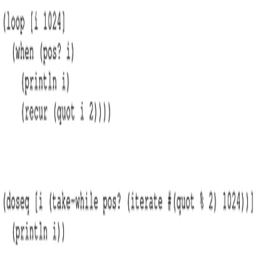 (loop [i 1024]
(when (pos? i)
(println i)
(recur (quot i 2))))
(doseq [i (take-while pos? (iterate #(quot % 2) 1024))]
(println i))